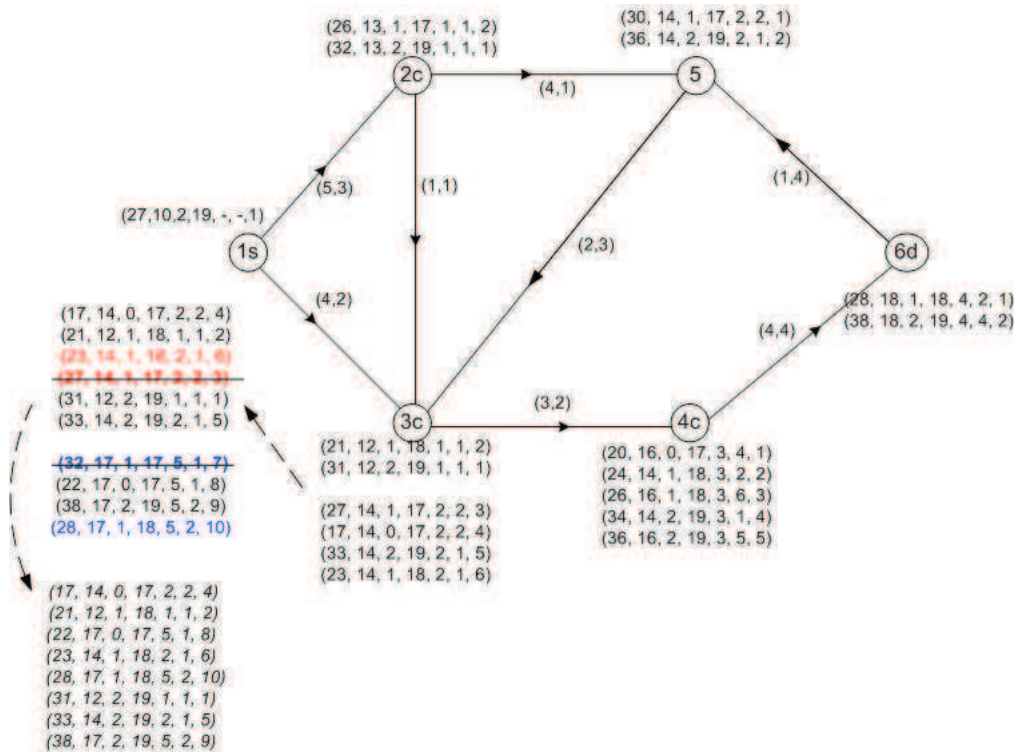 (26, 13, 1, 17, 1, 1, 2)
(32, 13, 2, 19, 1, 1, 1)
2c
(30, 14, 1, 17, 2, 2, 1)
(36, 14, 2, 19, 2, 1, 2)
5
(4,1)
(5,3)
(1,1)
(1,4)
(27,10,2,19, -, -,1)
1s
(2,3)
6d
(28, 18, 1, 18, 4, 2, 1)
(38, 18, 2, 19, 4, 4, 2)
(4,2)
(4,4)
(17, 14, 0, 17, 2, 2, 4)
(21, 12, 1, 18, 1, 1, 2)
(23, 14, 1, 18, 2, 1, 6)
(27, 14, 1, 17, 2, 2, 3)
(31, 12, 2, 19, 1, 1, 1)
(33, 14, 2, 19, 2, 1, 5)
(32, 17, 1, 17, 5, 1, 7)
(22, 17, 0, 17, 5, 1, 8)
(38, 17, 2, 19, 5, 2, 9)
(28, 17, 1, 18, 5, 2, 10)
3c
(3,2)
4c
(21, 12, 1, 18, 1, 1, 2)
(31, 12, 2, 19, 1, 1, 1)
(27, 14, 1, 17, 2, 2, 3)
(17, 14, 0, 17, 2, 2, 4)
(33, 14, 2, 19, 2, 1, 5)
(23, 14, 1, 18, 2, 1, 6)
(20, 16, 0, 17, 3, 4, 1)
(24, 14, 1, 18, 3, 2, 2)
(26, 16, 1, 18, 3, 6, 3)
(34, 14, 2, 19, 3, 1, 4)
(36, 16, 2, 19, 3, 5, 5)
(17, 14, 0, 17, 2, 2, 4)
(21, 12, 1, 18, 1, 1, 2)
(22, 17, 0, 17, 5, 1, 8)
(23, 14, 1, 18, 2, 1, 6)
(28, 17, 1, 18, 5, 2, 10)
(31, 12, 2, 19, 1, 1, 1)
(33, 14, 2, 19, 2, 1, 5)
(38, 17, 2, 19, 5, 2, 9)